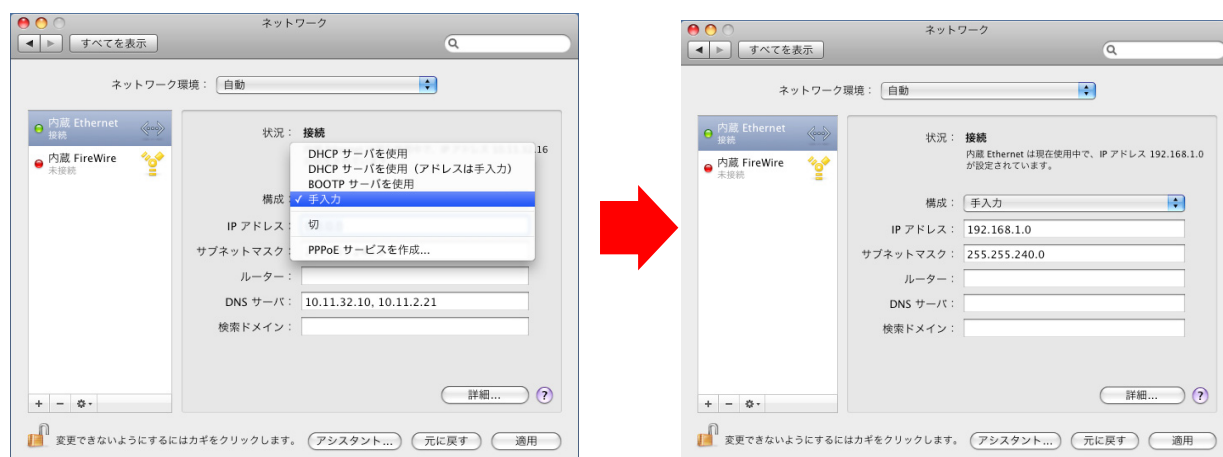 ネットワーク
すべてを表示
ネットワーク環境： 自動
内蔵 Ethernet
接続
内蔵 FireWire
未接続
状況： 接続
16
DHCP サーバを使用
DHCP サーバを使用（アドレスは手入力）
BOOTP サーバを使用
構成： ✓ 手入力
切
PPPoE サービスを作成...
IP アドレス：
サブネットマスク：
ルーター：
DNS サーバ： 10.11.32.10, 10.11.2.21
検索ドメイン：
詳細... ?
+ −
変更できないようにするにはカギをクリックします。 アシスタント... 元に戻す 適用
ネットワーク
すべてを表示
ネットワーク環境： 自動
内蔵 Ethernet
接続
内蔵 FireWire
未接続
状況： 接続
内蔵 Ethernet は現在使用中で、IP アドレス 192.168.1.0
が設定されています。
構成： 手入力
IP アドレス： 192.168.1.0
サブネットマスク： 255.255.240.0
ルーター：
DNS サーバ：
検索ドメイン：
詳細... ?
+ −
変更できないようにするにはカギをクリックします。 アシスタント... 元に戻す 適用